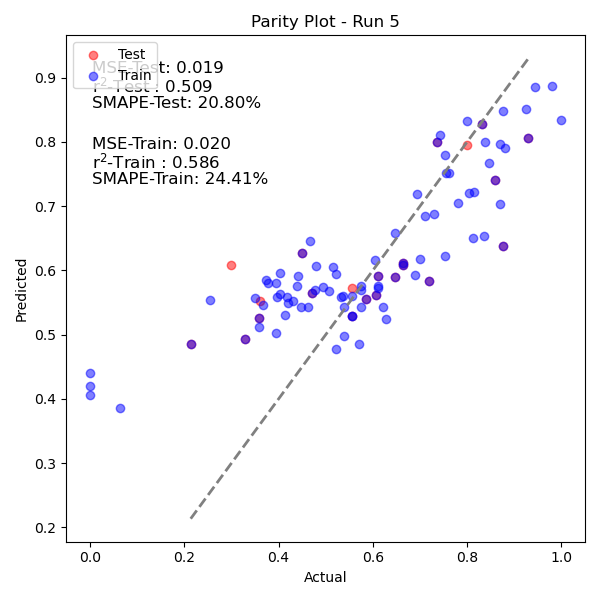 Parity Plot - Run 5
Test
Train
MSE-Test: 0.019
r²-Test : 0.509
SMAPE-Test: 20.80%
MSE-Train: 0.020
r²-Train : 0.586
SMAPE-Train: 24.41%
Predicted
0.9
0.8
0.7
0.6
0.5
0.4
0.3
0.2
0.0 0.2 0.4 0.6 0.8 1.0
Actual